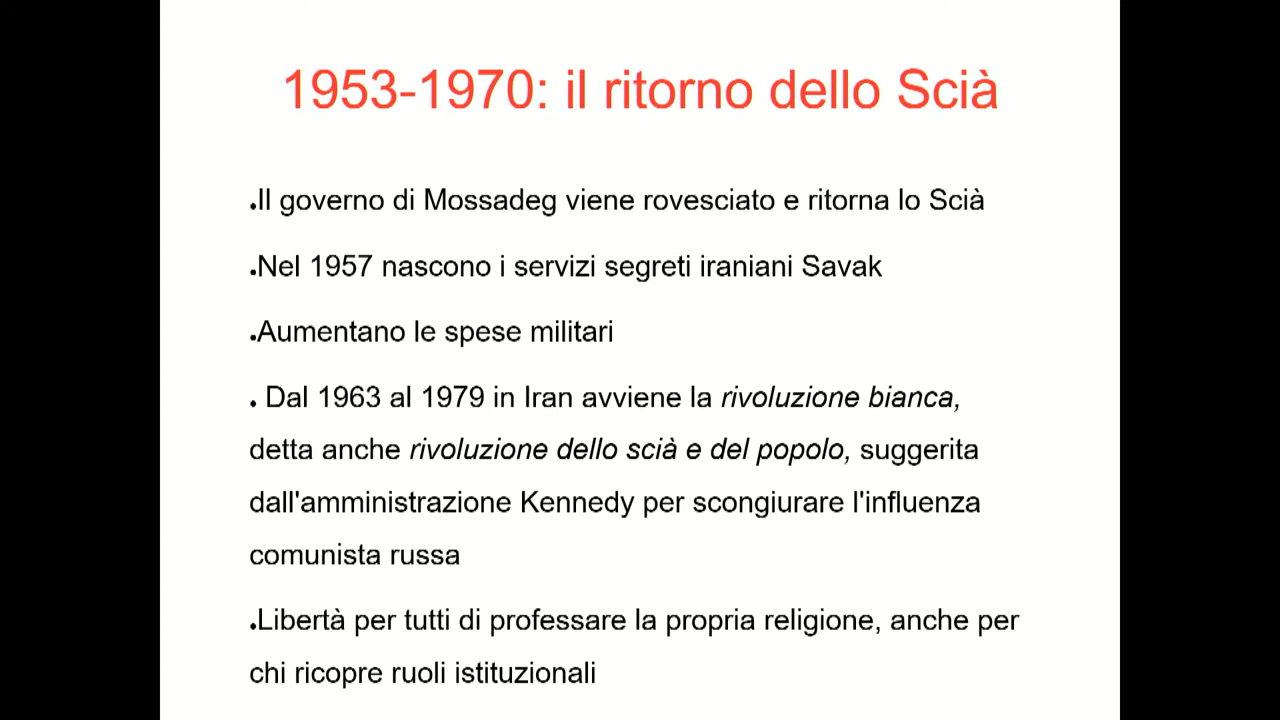 1953-1970: il ritorno dello Scià
.Il governo di Mossadeg viene rovesciato e ritorna lo Scià
.Nel 1957 nascono i servizi segreti iraniani Savak
.Aumentano le spese militari
. Dal 1963 al 1979 in Iran avviene la rivoluzione bianca,
detta anche rivoluzione dello scià e del popolo, suggerita
dall'amministrazione Kennedy per scongiurare l'influenza
comunista russa
.Libertà per tutti di professare la propria religione, anche per
chi ricopre ruoli istituzionali